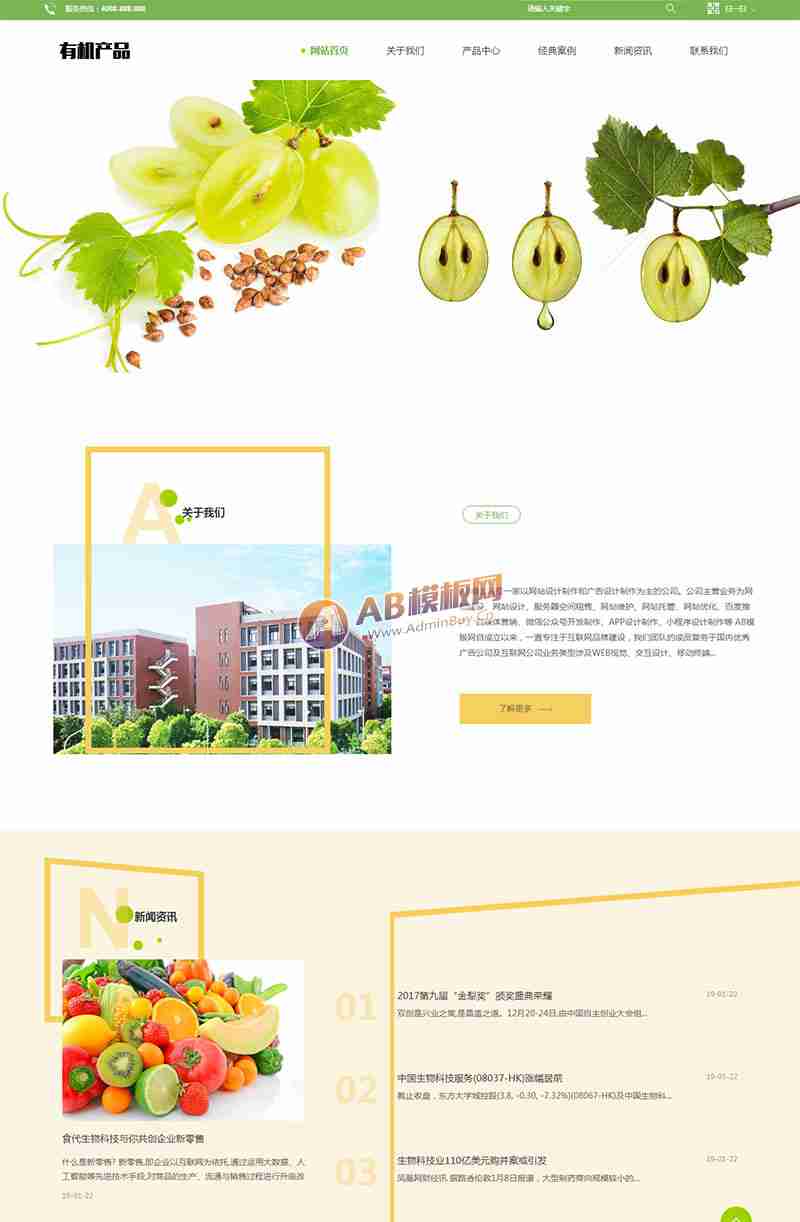 服务热线：4008-888-888
请输入关键字
扫一扫
有机产品
网站首页
关于我们
产品中心
经典案例
新闻资讯
联系我们
A
关于我们
关于我们
一家以网站设计制作和广告设计制作为主的公司。公司主营业务为网
网站设计、服务器空间租售、网站维护、网站托管、网站优化、百度推
媒体营销、微信公众号开发制作、APP设计制作、小程序设计制作等 AB模
板网自成立以来，一直专注于互联网品牌建设，我们团队的成员曾务于国内优秀
广告公司及互联网公司业务类型涉及WEB视觉、交互设计、移动终端...
AB模板网
www.AdminBuy.Cn
了解更多
N
新闻资讯
01
2017第九届“金梨奖”颁奖盛典荣耀
19-01-22
双创是兴业之策,是嘉富之道。12月20-24日,由中国自主创业大会组...
02
中国生物科技服务(08037-HK)涨幅居前
19-01-22
截止收盘，东方大学城控股(3.8, -0.30, -7.32%)(08067-HK)及中国生物科...
03
生物科技业110亿美元购并案或引发
19-01-22
凤凰网财经讯 据路透伦敦1月8日报道，大型制药商向规模较小的...
食代生物科技与你共创企业新零售
什么是新零售? 新零售,即企业以互联网为依托,通过运用大数据、人
工智能等先进技术手段,对商品的生产、流通与销售过程进行升级改
19-01-22